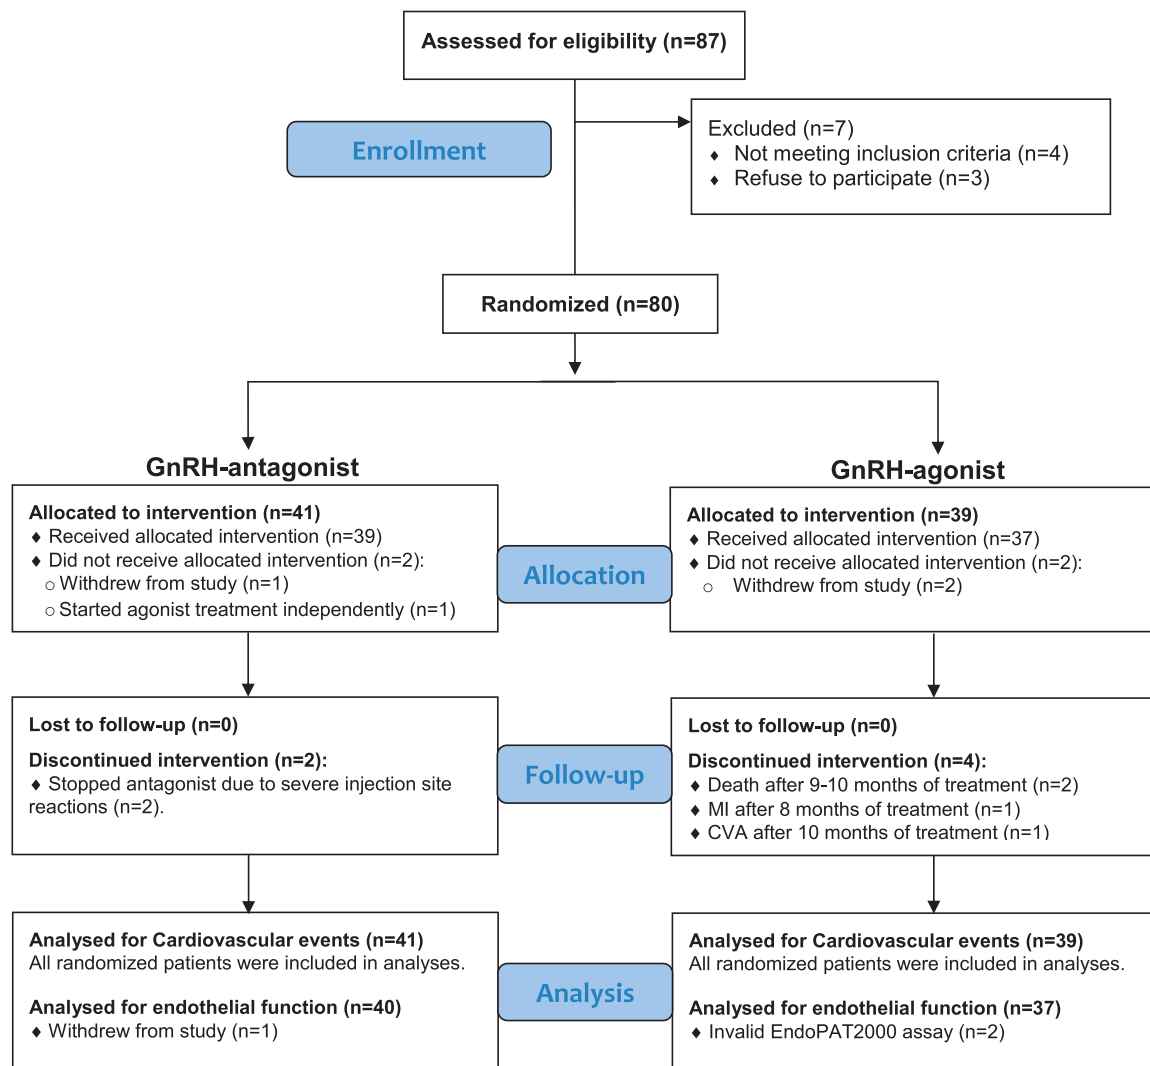 Assessed for eligibility (n=87)
Enrollment
Excluded (n=7)
♦ Not meeting inclusion criteria (n=4)
♦ Refuse to participate (n=3)
Randomized (n=80)
GnRH-antagonist
Allocated to intervention (n=41)
♦ Received allocated intervention (n=39)
♦ Did not receive allocated intervention (n=2):
○ Withdrew from study (n=1)
○ Started agonist treatment independently (n=1)
GnRH-agonist
Allocated to intervention (n=39)
♦ Received allocated intervention (n=37)
♦ Did not receive allocated intervention (n=2):
○ Withdrew from study (n=2)
Allocation
Lost to follow-up (n=0)
Discontinued intervention (n=2):
♦ Stopped antagonist due to severe injection site
reactions (n=2).
Follow-up
Lost to follow-up (n=0)
Discontinued intervention (n=4):
♦ Death after 9-10 months of treatment (n=2)
♦ MI after 8 months of treatment (n=1)
♦ CVA after 10 months of treatment (n=1)
Analysed for Cardiovascular events (n=41)
All randomized patients were included in analyses.
Analysed for endothelial function (n=40)
♦ Withdrew from study (n=1)
Analysis
Analysed for Cardiovascular events (n=39)
All randomized patients were included in analyses.
Analysed for endothelial function (n=37)
♦ Invalid EndoPAT2000 assay (n=2)